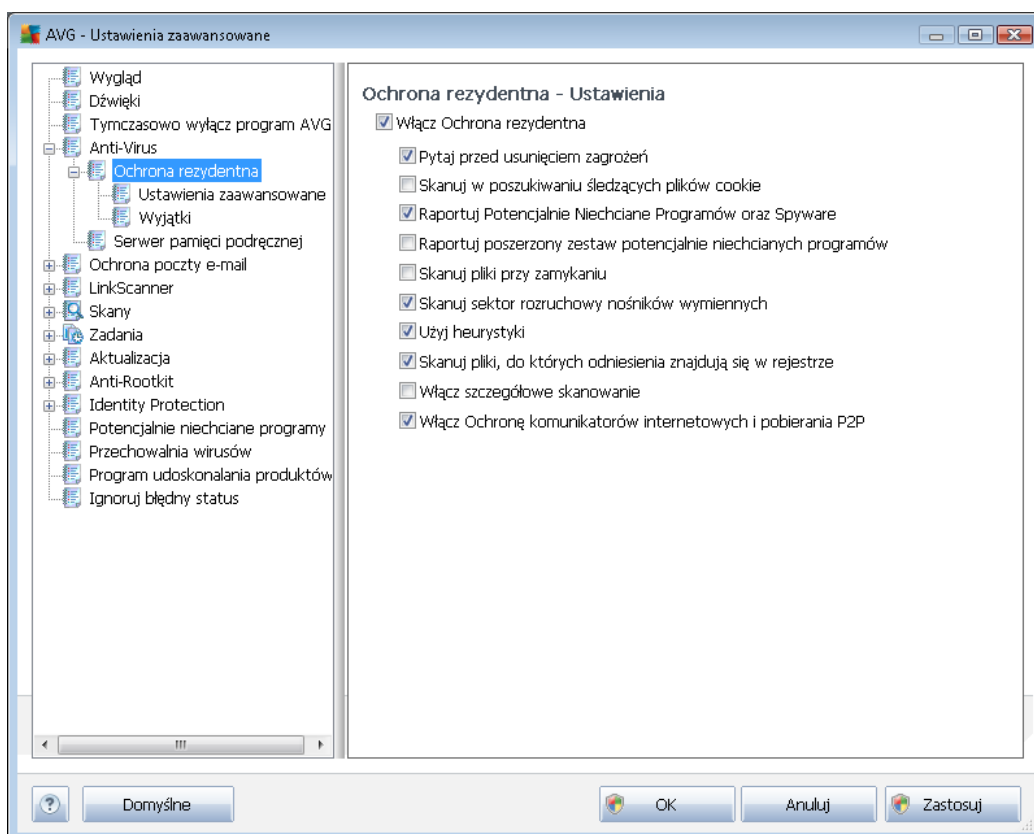 AVG - Ustawienia zaawansowane
Wygląd
Dźwięki
Tymczasowo wyłącz program AVG
Anti-Virus
Ochrona rezydentna
Ustawienia zaawansowane
Wyjątki
Serwer pamięci podręcznej
Ochrona poczty e-mail
LinkScanner
Skany
Zadania
Aktualizacja
Anti-Rootkit
Identity Protection
Potencjalnie niechciane programy
Przechowalnia wirusów
Program udoskonalania produktów
Ignoruj błędny status
Ochrona rezydentna - Ustawienia
Włącz Ochrona rezydentna
Pytaj przed usunięciem zagrożeń
Skanuj w poszukiwaniu śledzących plików cookie
Raportuj Potencjalnie Niechciane Programów oraz Spyware
Raportuj poszerzony zestaw potencjalnie niechcianych programów
Skanuj pliki przy zamykaniu
Skanuj sektor rozruchowy nośników wymiennych
Użyj heurystyki
Skanuj pliki, do których odniesienia znajdują się w rejestrze
Włącz szczegółowe skanowanie
Włącz Ochronę komunikatorów internetowych i pobierania P2P
? Domyślne OK Anuluj Zastosuj